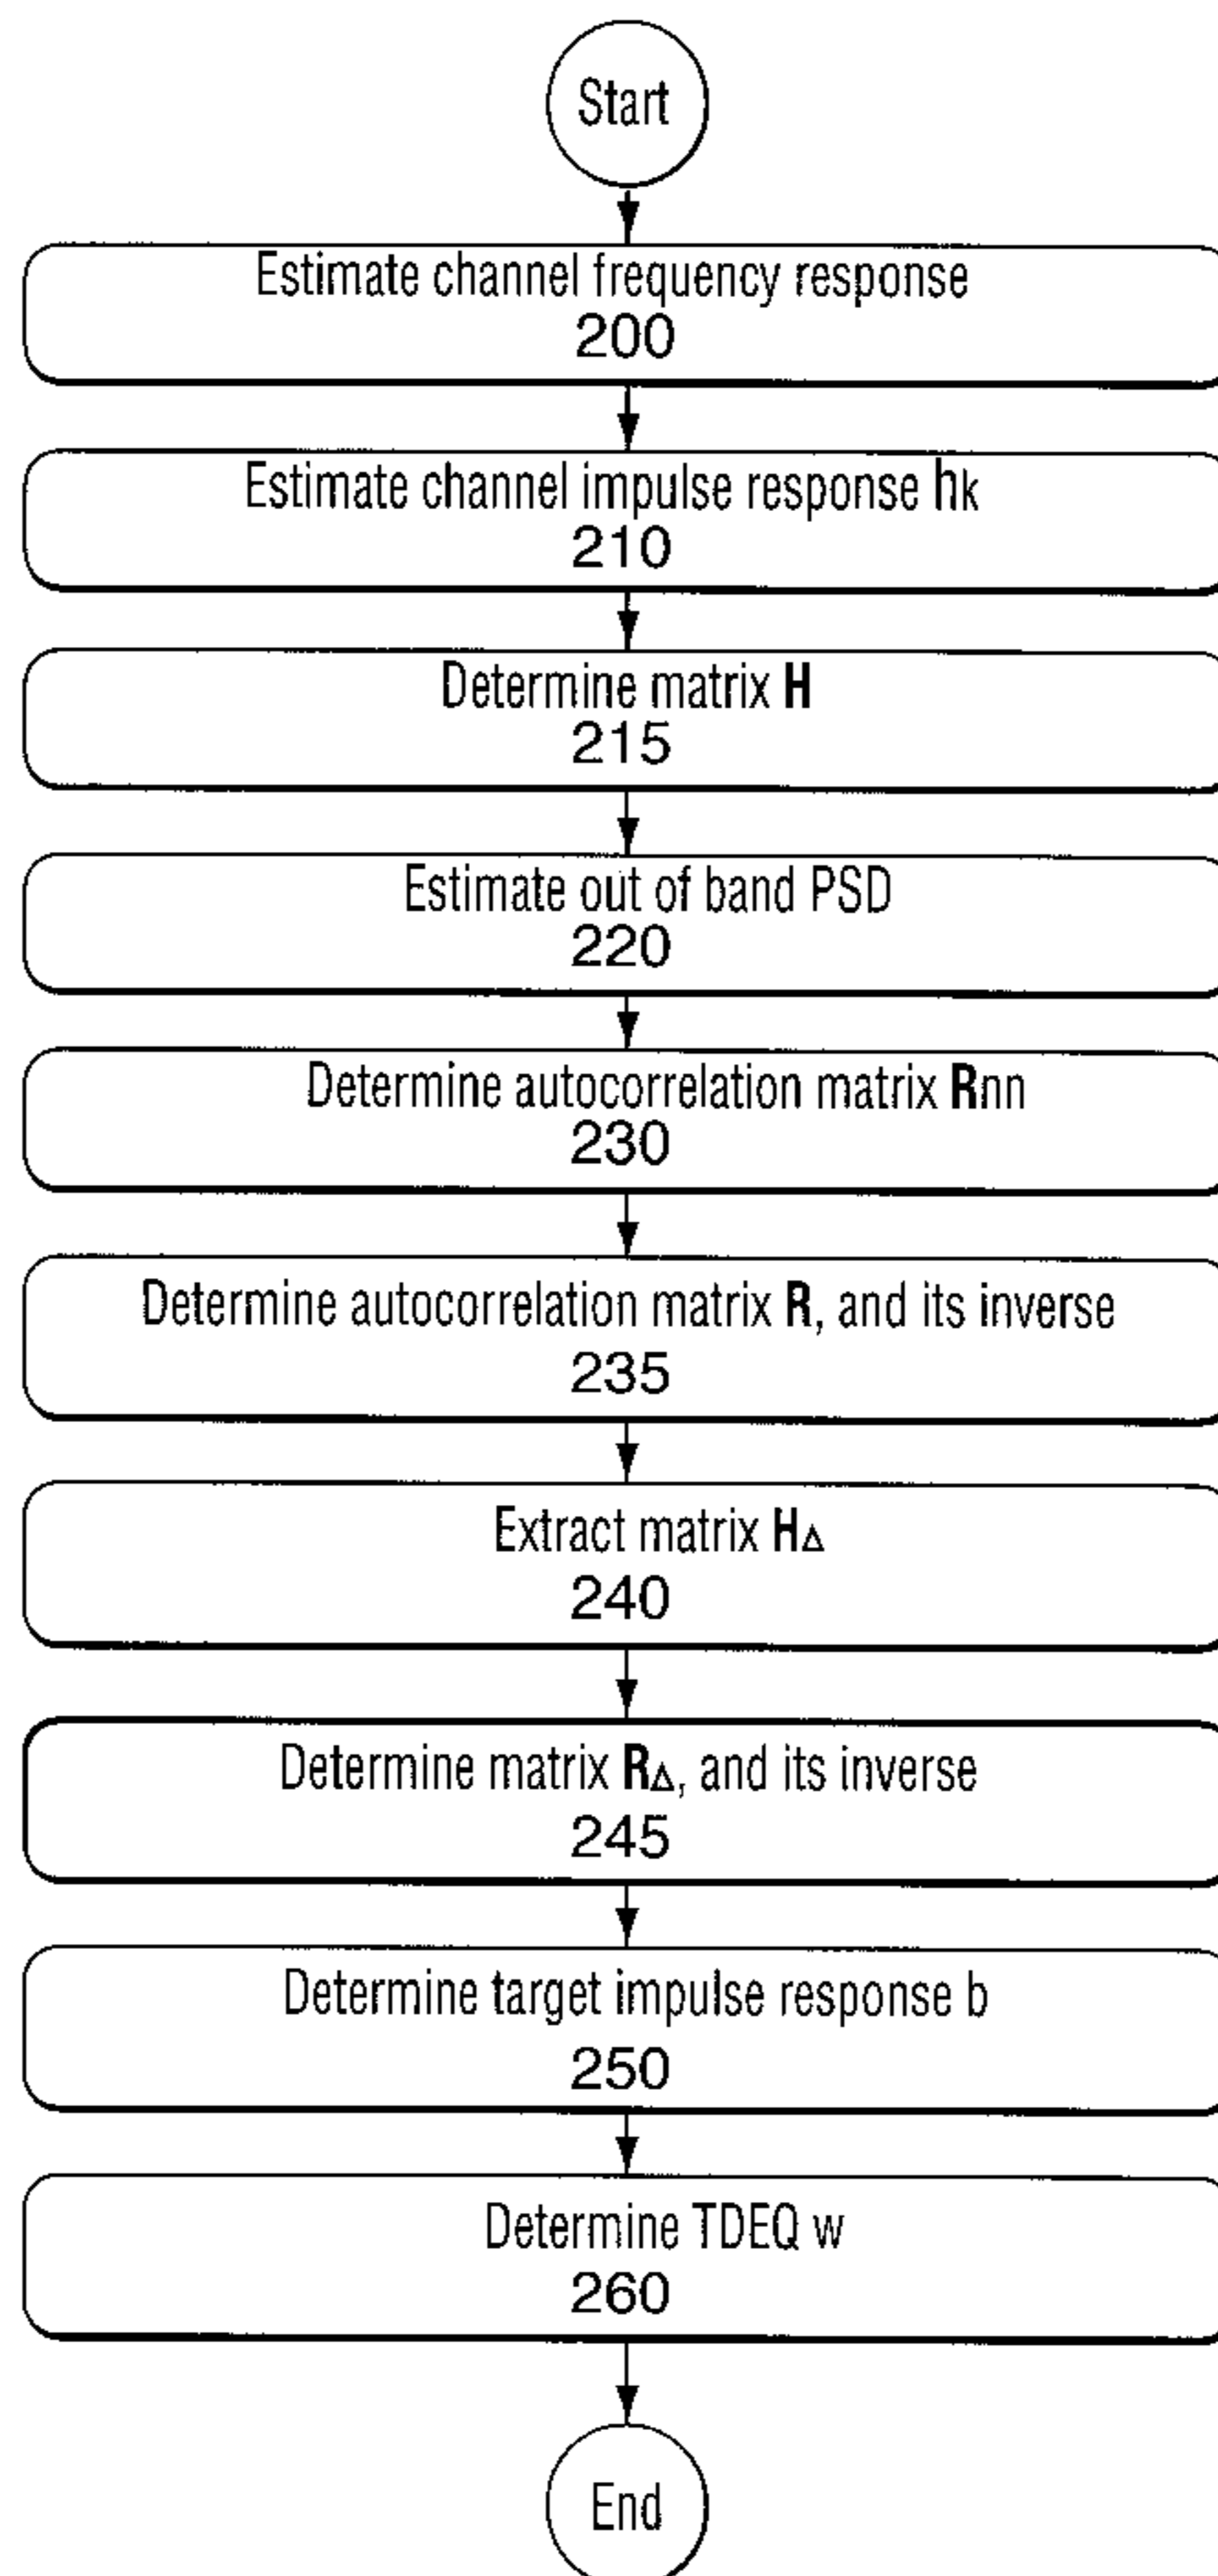 Start
Estimate channel frequency response
200
Estimate channel impulse response hk
210
Determine matrix H
215
Estimate out of band PSD
220
Determine autocorrelation matrix Rnn
230
Determine autocorrelation matrix R, and its inverse
235
Extract matrix HΔ
240
Determine matrix RΔ, and its inverse
245
Determine target impulse response b
250
Determine TDEQ w
260
End